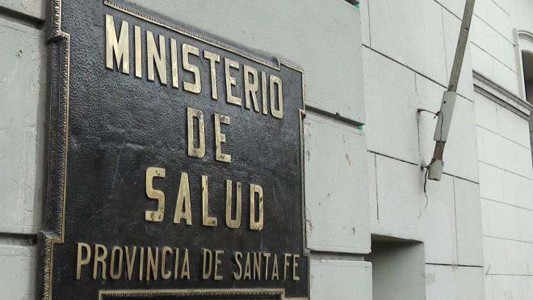 MINISTERIO
DE
SALUD
PROVINCIA DE SANTA FE